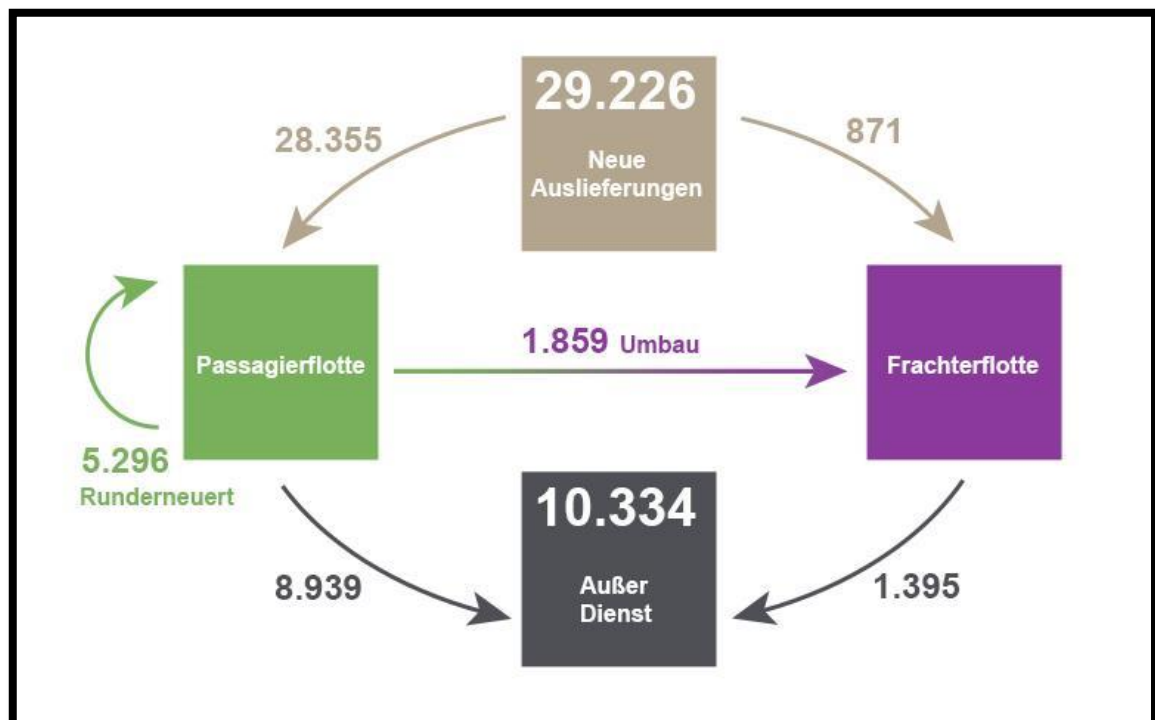 29.226
Neue
Auslieferungen
28.355
871
Passagierflotte
1.859 Umbau
Frachterflotte
5.296
Runderneuert
10.334
Außer
Dienst
8.939
1.395